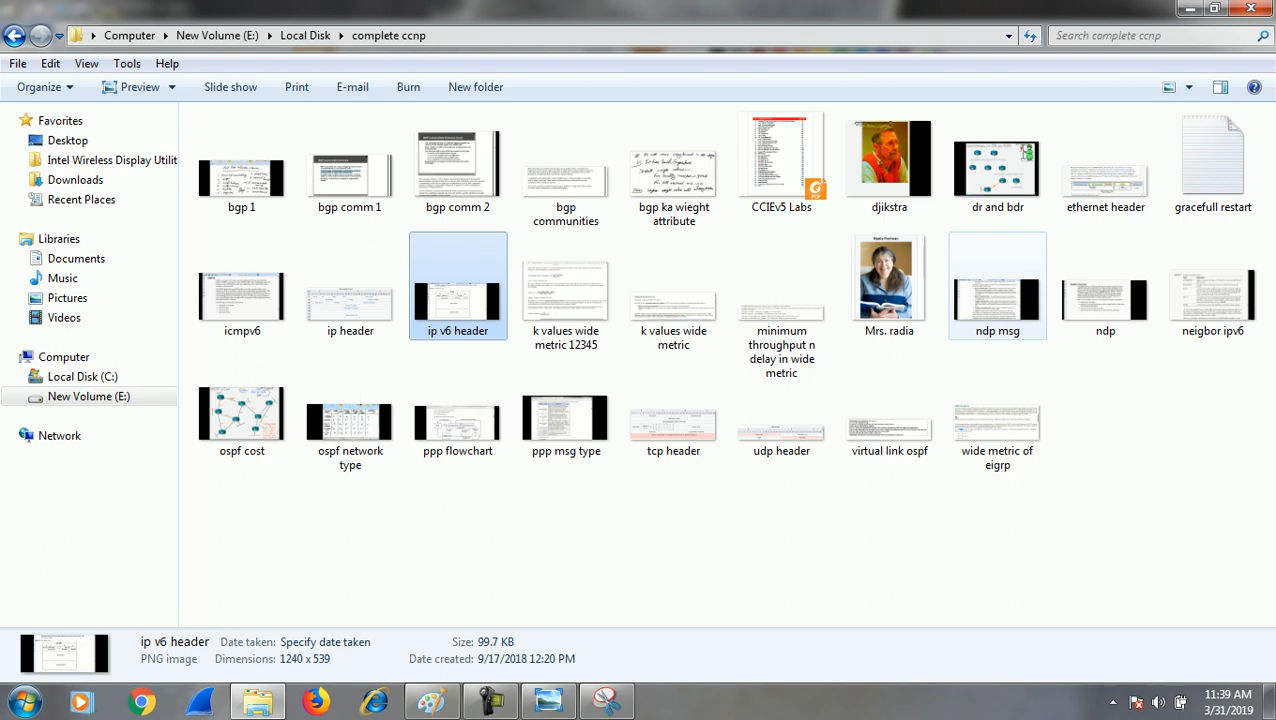 Computer New Volume (E:) Local Disk complete ccnp Search complete ccnp
File Edit View Tools Help
Organize Preview Slide show Print E-mail Burn New folder
Favorites
Desktop
Intel Wireless Display Utilit
Downloads
Recent Places
Libraries
Documents
Music
Pictures
Videos
Computer
Local Disk (C:)
New Volume (E:)
Network
bgp 1
bgp comm 1
bgp comm 2
bgp
communities
bgp ka wieght
attribute
CCIEv5 Labs
djikstra
dr and bdr
ethernet header
gracefull restart
icmpv6
ip header
ip v6 header
k values wide
metric 12345
k values wide
metric
minimum
throughput n
delay in wide
metric
Mrs. radia
ndp msg
ndp
neigbor ipv6
ospf cost
ospf network
type
ppp flowchart
ppp msg type
tcp header
udp header
virtual link ospf
wide metric of
eigrp
ip v6 header Date taken: Specify date taken Size: 99.7 KB
PNG image Dimensions: 1240 x 539 Date created: 9/17/2018 12:20 PM
11:39 AM
3/31/2019